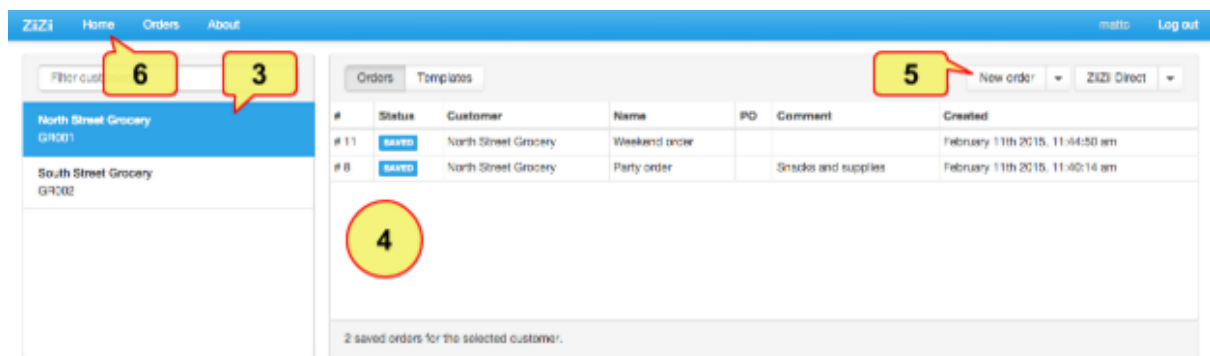 ZiiZii Home Orders About matto Log out
6
3
5
Filter cust
Orders Templates
New order
ZiiZii Direct
North Street Grocery
GR001
South Street Grocery
GR002
# Status Customer Name PO Comment Created
# 11 SAVED North Street Grocery Weekend order February 11th 2015, 11:44:50 am
# 8 SAVED North Street Grocery Party order Snacks and supplies February 11th 2015, 11:40:14 am
4
2 saved orders for the selected customer.